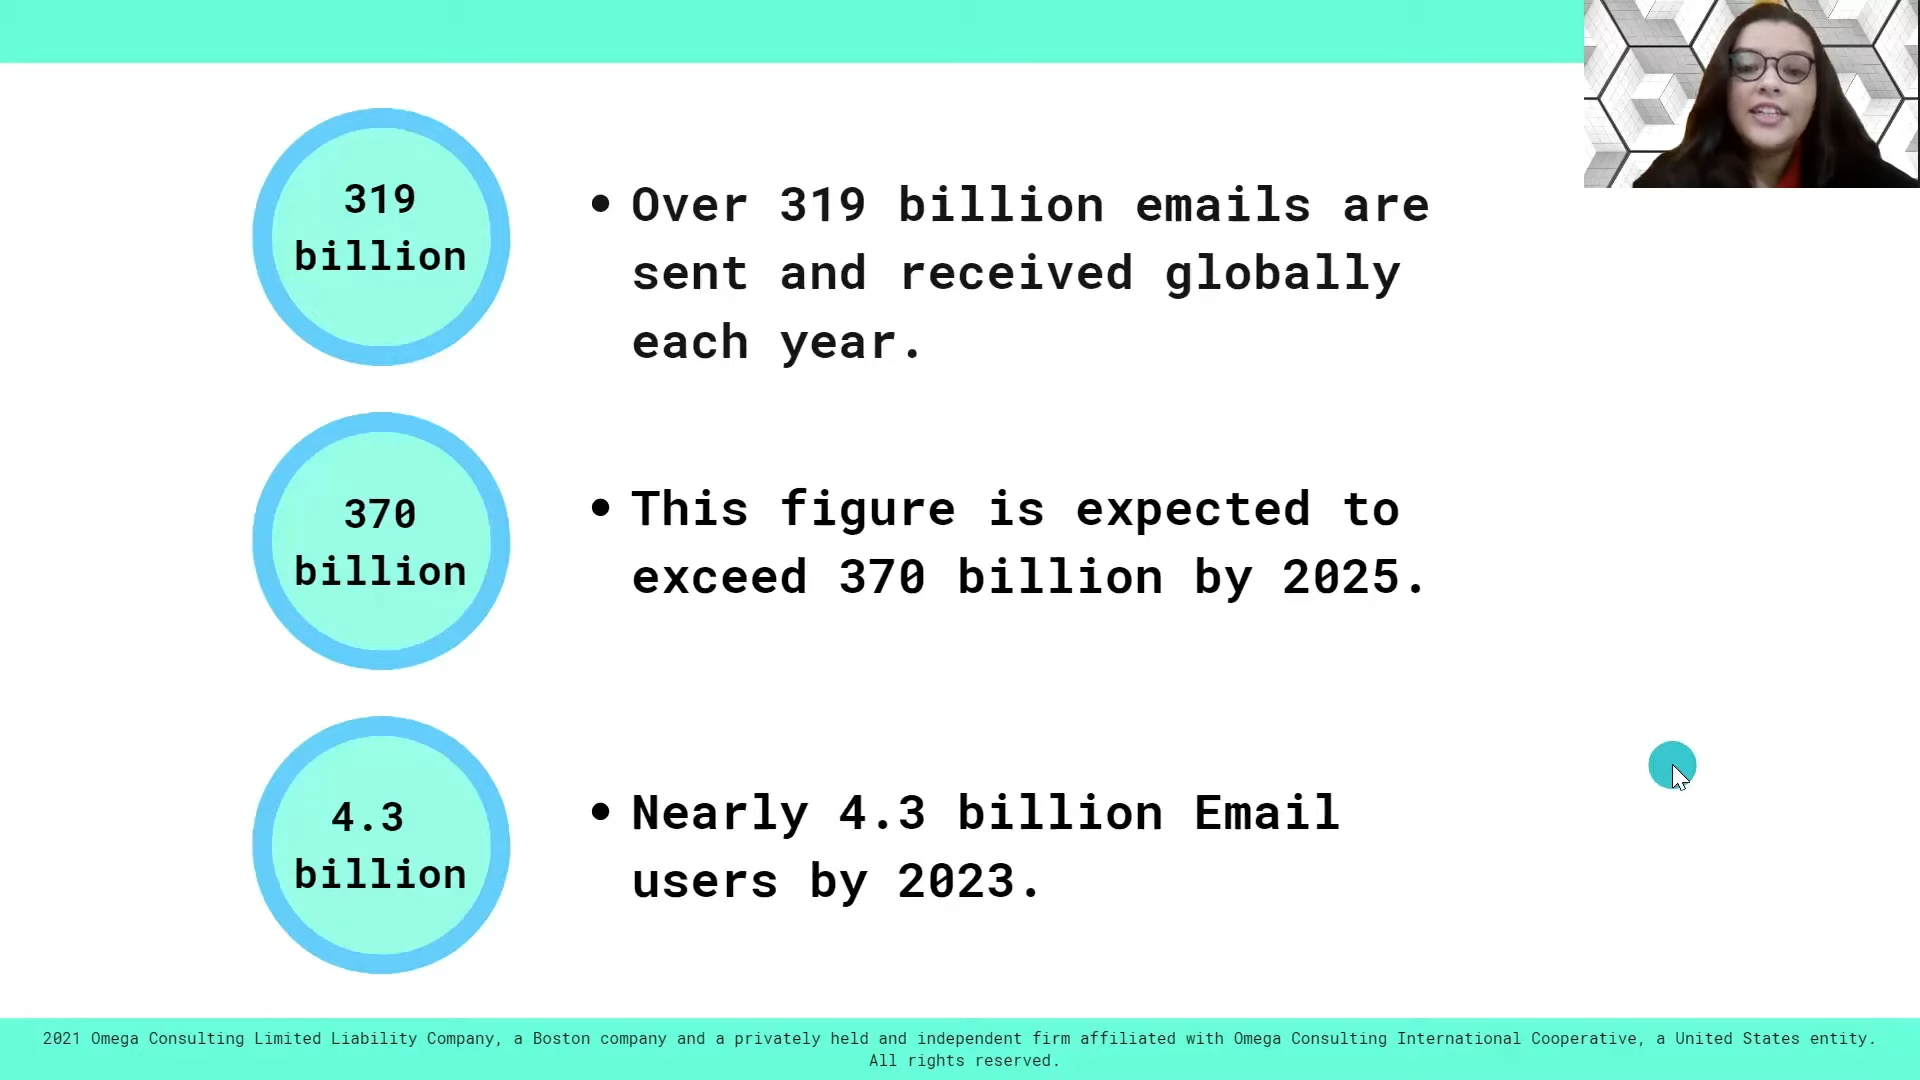 319
billion
• Over 319 billion emails are
sent and received globally
each year.
370
billion
• This figure is expected to
exceed 370 billion by 2025.
4.3
billion
• Nearly 4.3 billion Email
users by 2023.
2021 Omega Consulting Limited Liability Company, a Boston company and a privately held and independent firm affiliated with Omega Consulting International Cooperative, a United States entity.
All rights reserved.